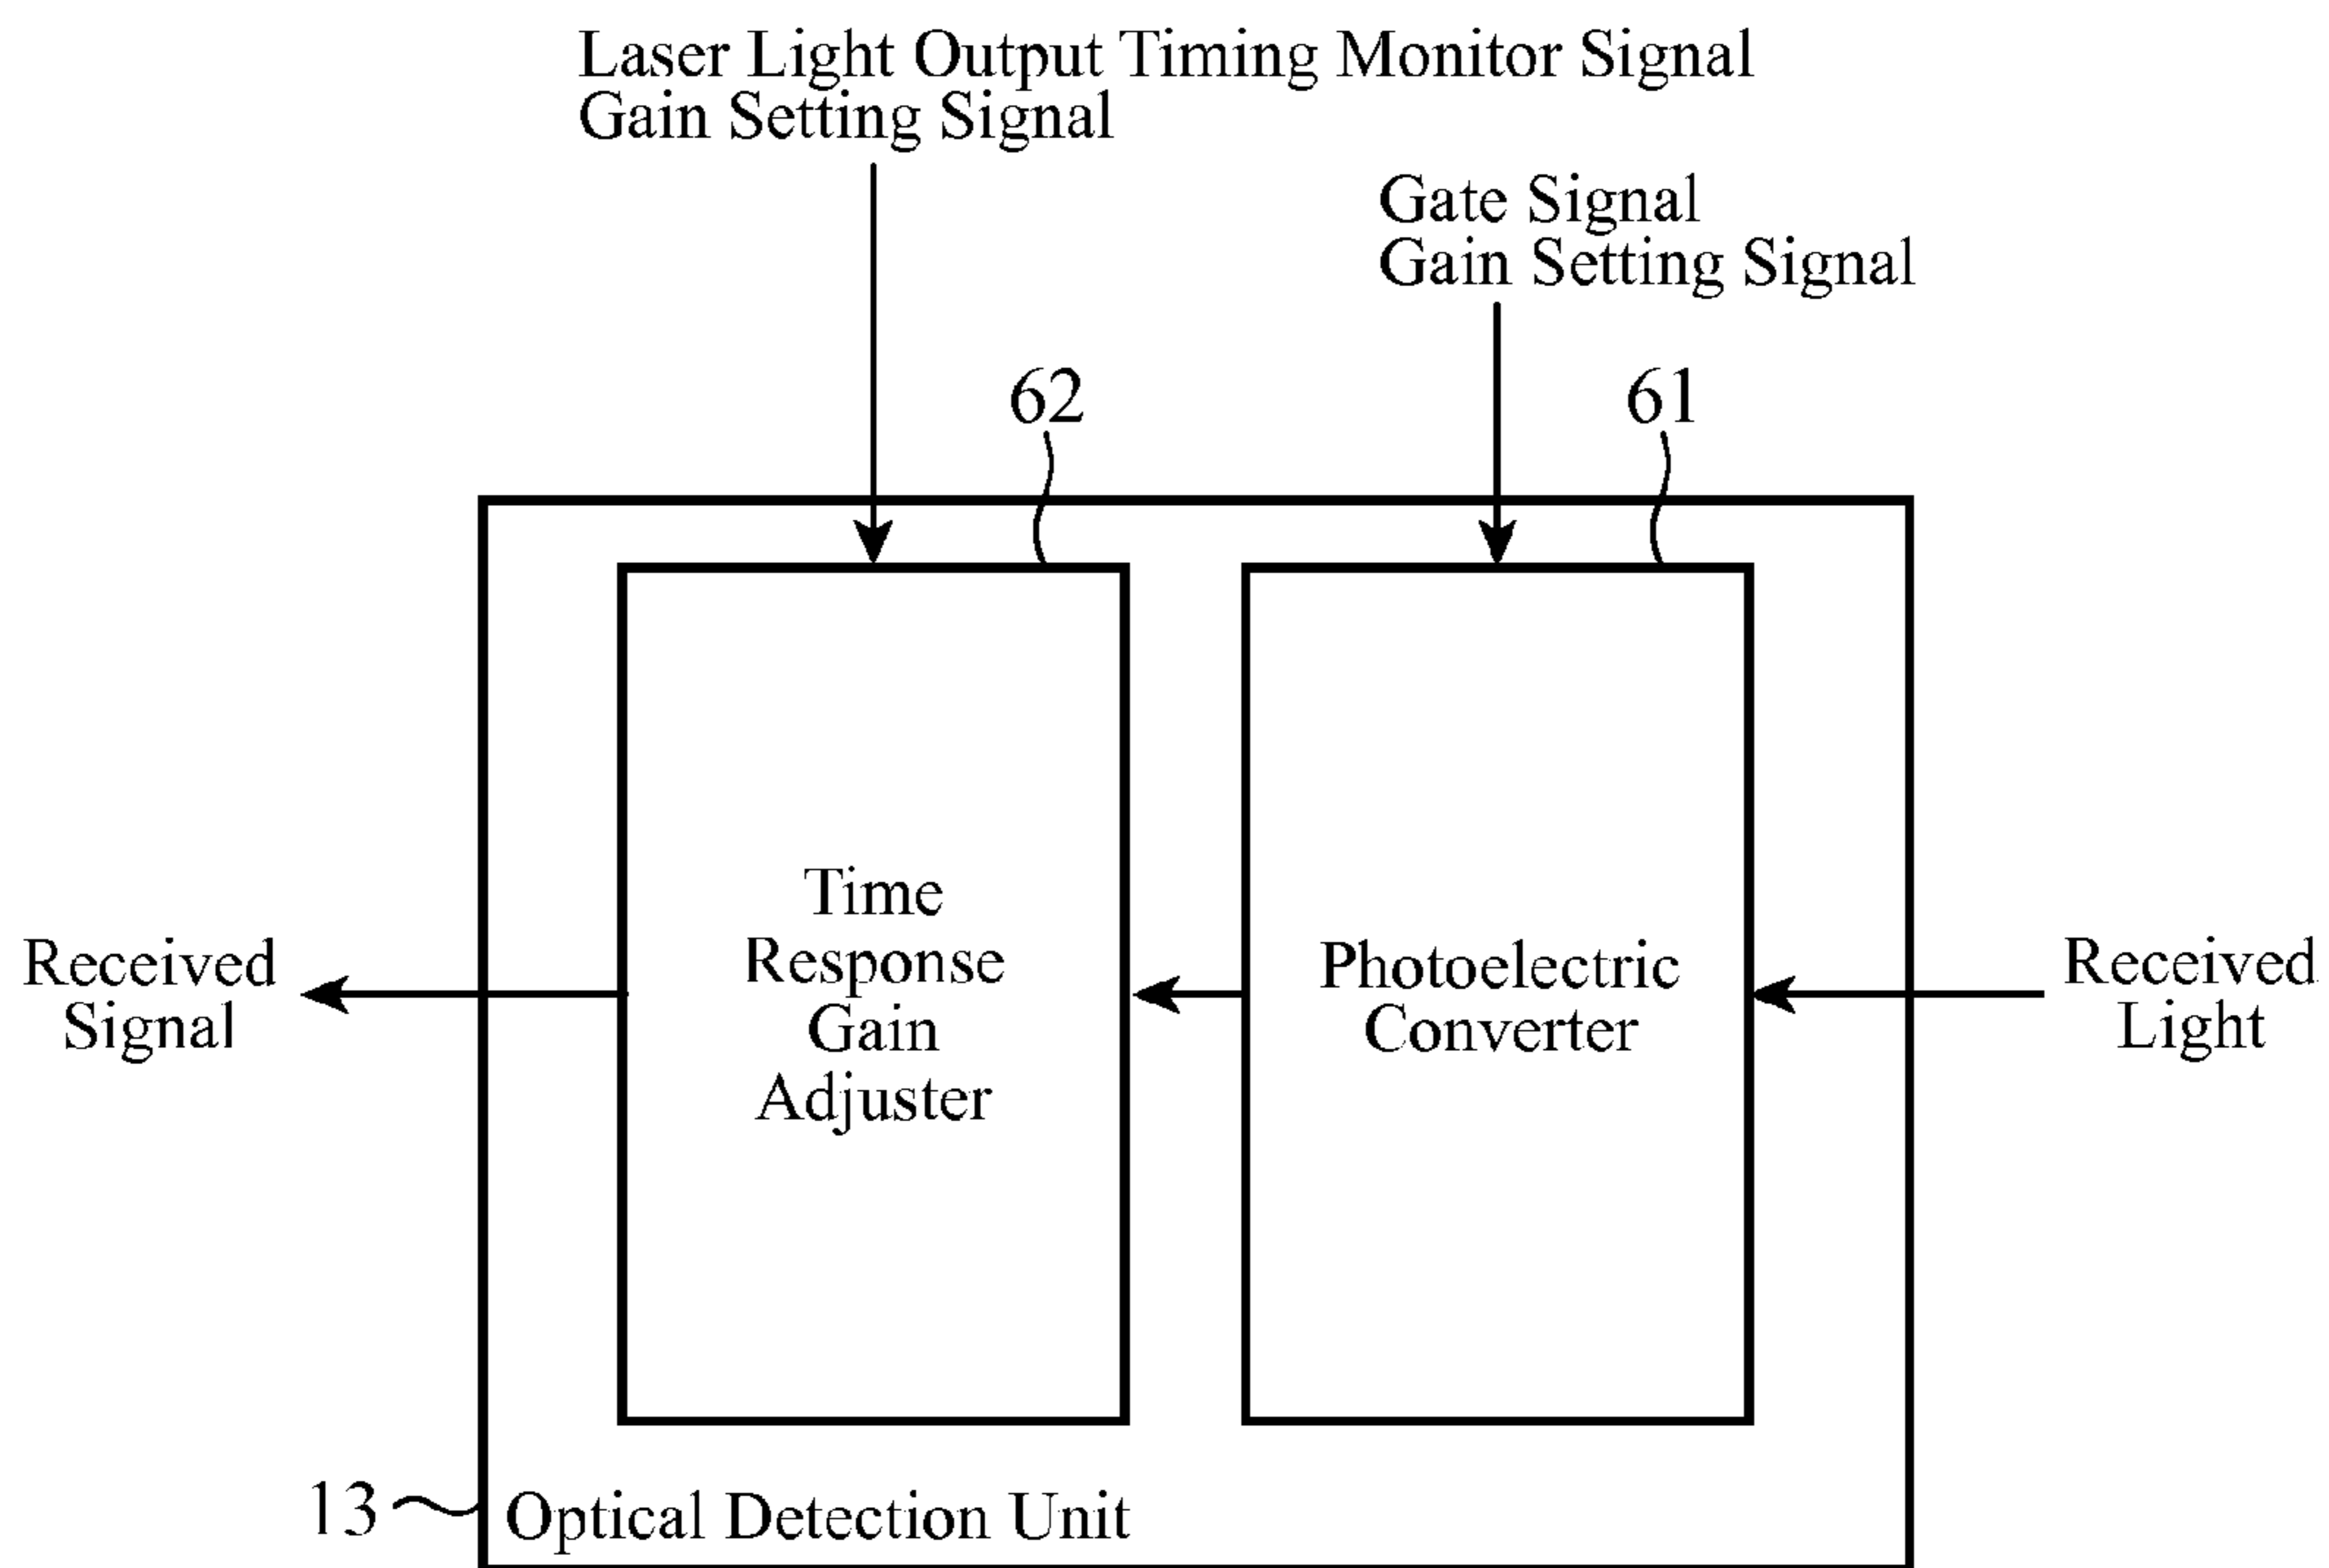 Laser Light Output Timing Monitor Signal
Gain Setting Signal
Gate Signal
Gain Setting Signal
62
61
Time
Response
Gain
Adjuster
Photoelectric
Converter
Received
Signal
Received
Light
13
Optical Detection Unit